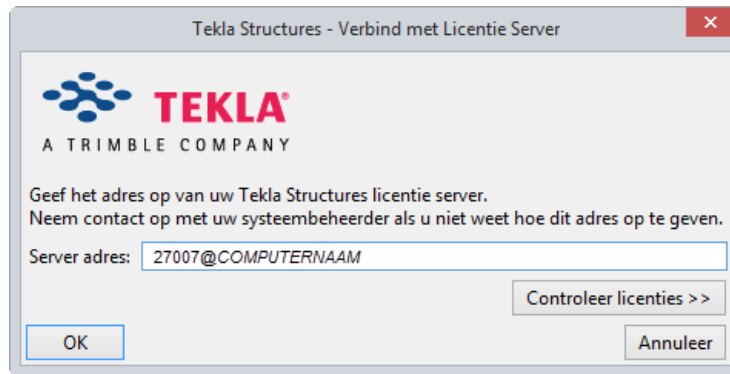 Tekla Structures - Verbind met Licentie Server
TEKLA®
A TRIMBLE COMPANY
Geef het adres op van uw Tekla Structures licentie server.
Neem contact op met uw systeembeheerder als u niet weet hoe dit adres op te geven.
Server adres: 27007@COMPUTERNAAM
Controleer licenties >>
OK Annuleer